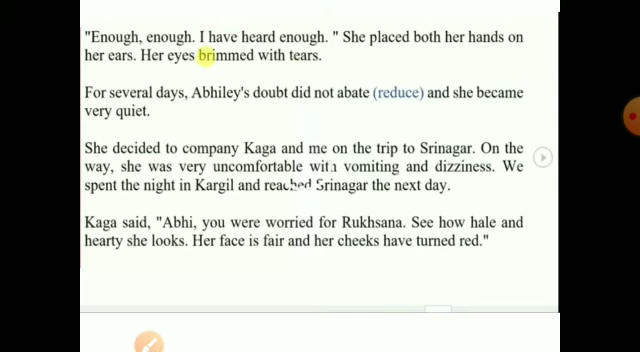 "Enough, enough. I have heard enough. " She placed both her hands on
her ears. Her eyes brimmed with tears.
For several days, Abhiley's doubt did not abate (reduce) and she became
very quiet.
She decided to company Kaga and me on the trip to Srinagar. On the
way, she was very uncomfortable with vomiting and dizziness. We
spent the night in Kargil and reached Srinagar the next day.
Kaga said, "Abhi, you were worried for Rukhsana. See how hale and
hearty she looks. Her face is fair and her cheeks have turned red."